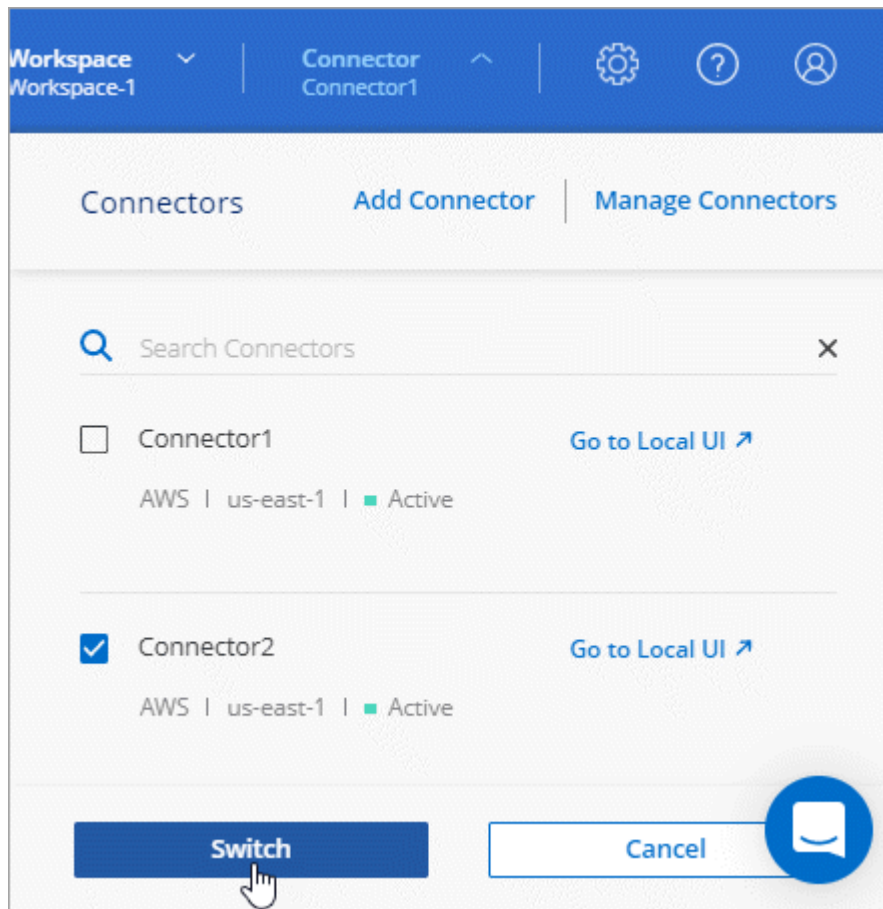 Workspace Connector
Workspace-1 Connector1
Connectors Add Connector Manage Connectors
Search Connectors
Connector1 Go to Local UI
AWS | us-east-1 | Active
Connector2 Go to Local UI
AWS | us-east-1 | Active
Switch Cancel